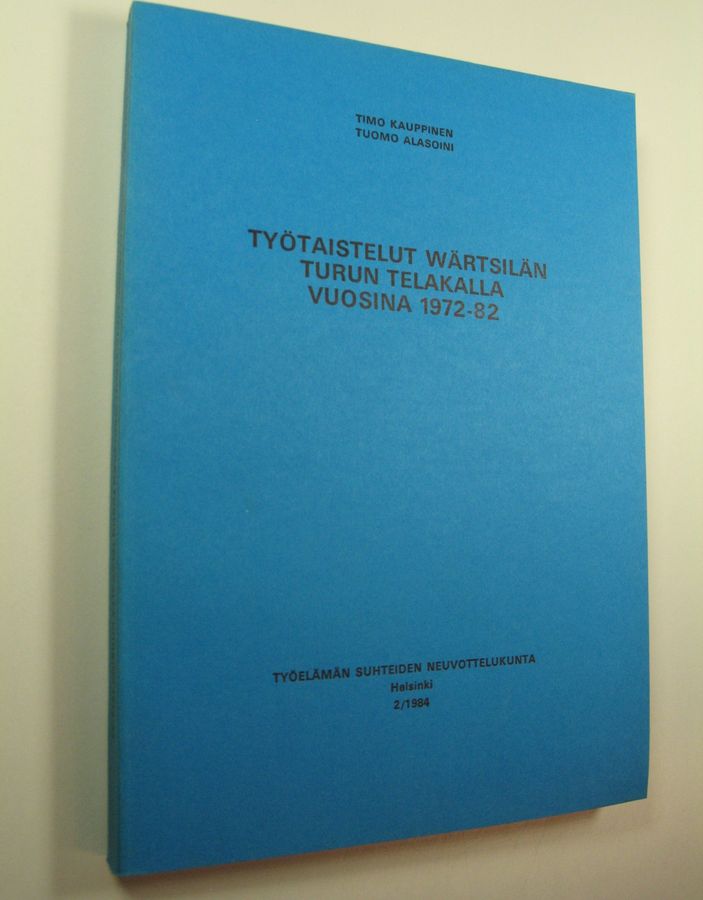 TIMO KAUPPINEN
TUOMO ALASOINI
TYÖTAISTELUT WÄRTSILÄN
TURUN TELAKALLA
VUOSINA 1972-82
TYÖELÄMÄN SUHTEIDEN NEUVOTTELUKUNTA
Helsinki
2/1984